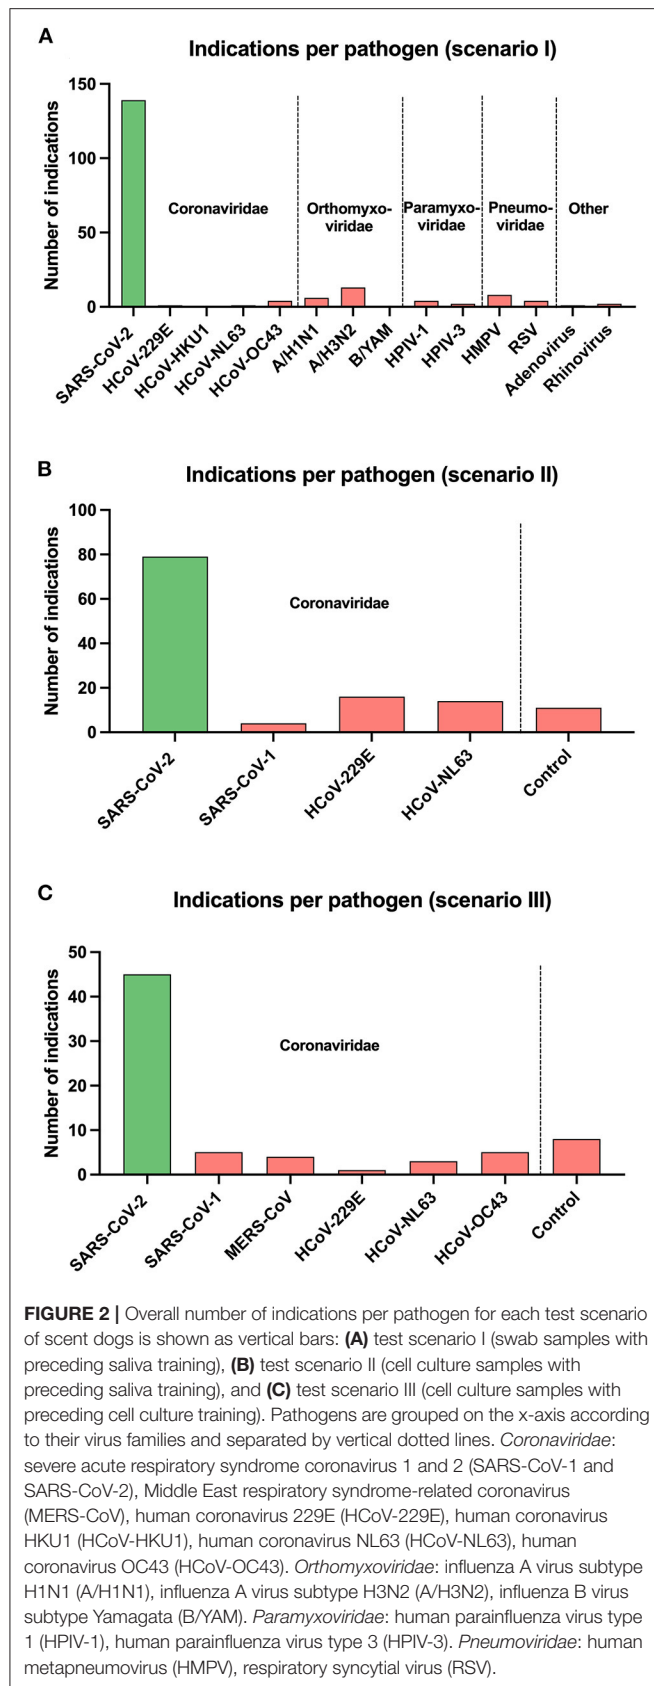 A
Indications per pathogen (scenario I)
Number of indications
150
100
50
0
Coronaviridae
Orthomyxo-
viridae
Paramyxo-
viridae
Pneumo-
viridae
Other
SARS-CoV-2
HCoV-229E
HCoV-HKU1
HCoV-NL63
HCoV-OC43
A/H1N1
A/H3N2
B/YAM
HPIV-1
HPIV-3
HMPV
RSV
Adenovirus
Rhinovirus
B
Indications per pathogen (scenario II)
Number of indications
100
80
60
40
20
0
Coronaviridae
SARS-CoV-2
SARS-CoV-1
HCoV-229E
HCoV-NL63
Control
C
Indications per pathogen (scenario III)
Number of indications
50
40
30
20
10
0
Coronaviridae
SARS-CoV-2
SARS-CoV-1
MERS-CoV
HCoV-229E
HCoV-NL63
HCoV-OC43
Control
FIGURE 2 | Overall number of indications per pathogen for each test scenario
of scent dogs is shown as vertical bars: (A) test scenario I (swab samples with
preceding saliva training), (B) test scenario II (cell culture samples with
preceding saliva training), and (C) test scenario III (cell culture samples with
preceding cell culture training). Pathogens are grouped on the x-axis according
to their virus families and separated by vertical dotted lines. Coronaviridae:
severe acute respiratory syndrome coronavirus 1 and 2 (SARS-CoV-1 and
SARS-CoV-2), Middle East respiratory syndrome-related coronavirus
(MERS-CoV), human coronavirus 229E (HCoV-229E), human coronavirus
HKU1 (HCoV-HKU1), human coronavirus NL63 (HCoV-NL63), human
coronavirus OC43 (HCoV-OC43). Orthomyxoviridae: influenza A virus subtype
H1N1 (A/H1N1), influenza A virus subtype H3N2 (A/H3N2), influenza B virus
subtype Yamagata (B/YAM). Paramyxoviridae: human parainfluenza virus type
1 (HPIV-1), human parainfluenza virus type 3 (HPIV-3). Pneumoviridae: human
metapneumovirus (HMPV), respiratory syncytial virus (RSV).